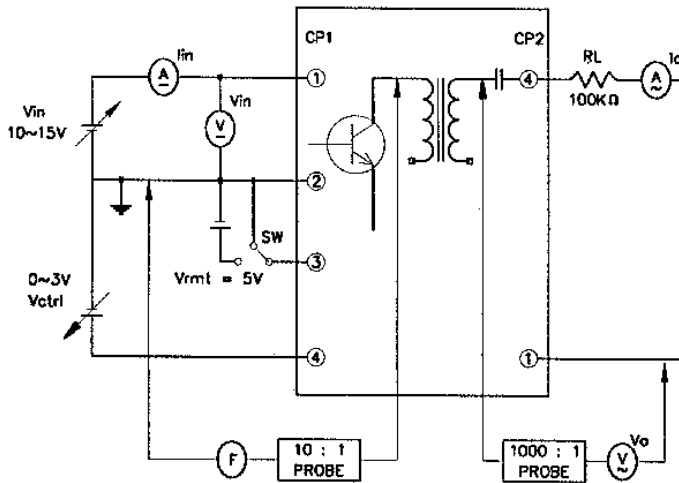 CP1
CP2
Iin
A
1
4
RL
100KΩ
A
Vin
10~15V
Vin
V
2
SW
3
Vrmt = 5V
0~3V
Vctrl
4
1
F
10 : 1
PROBE
1000 : 1
PROBE
V
Vo